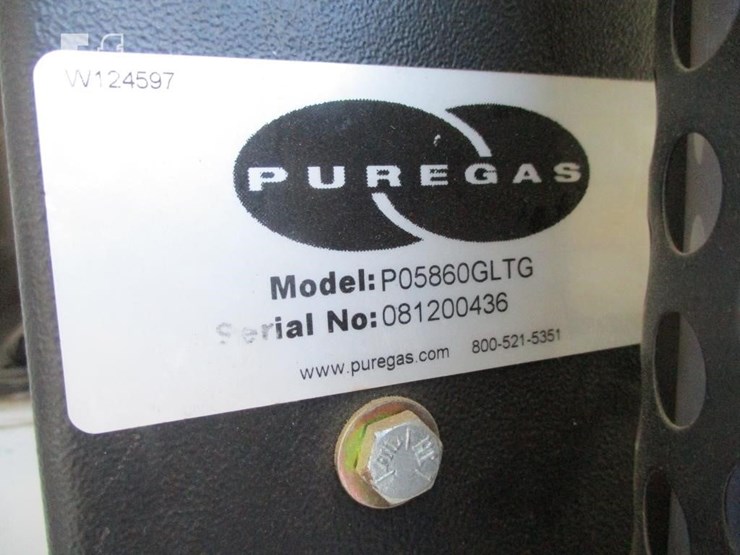 W124597
PUREGAS
Model: P05860GLTG
Serial No: 081200436
www.puregas.com 800-521-5351